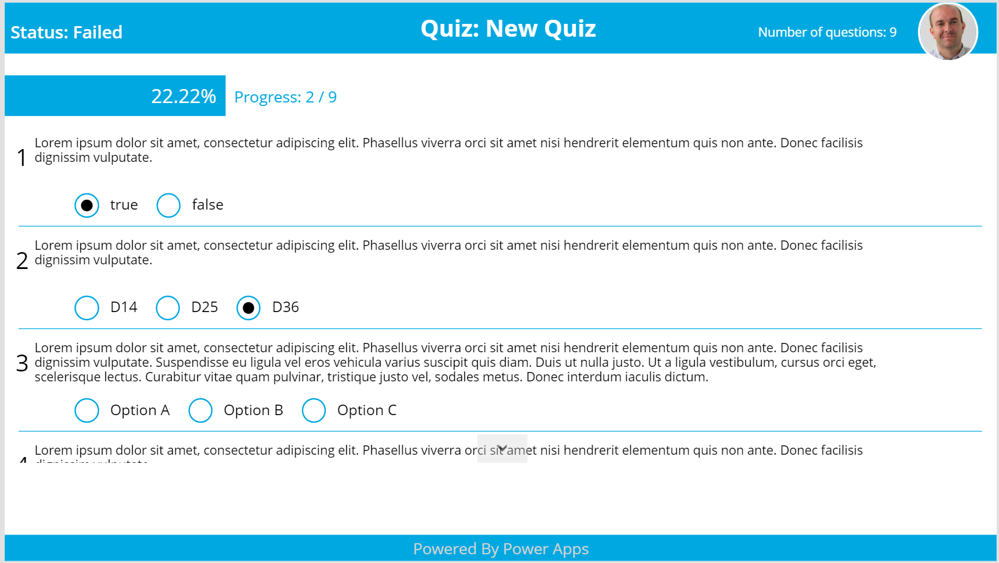 Status: Failed
Quiz: New Quiz
Number of questions: 9
22.22%
Progress: 2 / 9
1
Lorem ipsum dolor sit amet, consectetur adipiscing elit. Phasellus viverra orci sit amet nisi hendrerit elementum quis non ante. Donec facilisis
dignissim vulputate.
true
false
2
Lorem ipsum dolor sit amet, consectetur adipiscing elit. Phasellus viverra orci sit amet nisi hendrerit elementum quis non ante. Donec facilisis
dignissim vulputate.
D14
D25
D36
3
Lorem ipsum dolor sit amet, consectetur adipiscing elit. Phasellus viverra orci sit amet nisi hendrerit elementum quis non ante. Donec facilisis
dignissim vulputate. Suspendisse eu ligula vel eros vehicula varius suscipit quis diam. Duis ut nulla justo. Ut a ligula vestibulum, cursus orci eget,
scelerisque lectus. Curabitur vitae quam pulvinar, tristique justo vel, sodales metus. Donec interdum iaculis dictum.
Option A
Option B
Option C
4
Lorem ipsum dolor sit amet, consectetur adipiscing elit. Phasellus viverra orci sit amet nisi hendrerit elementum quis non ante. Donec facilisis
Powered By Power Apps